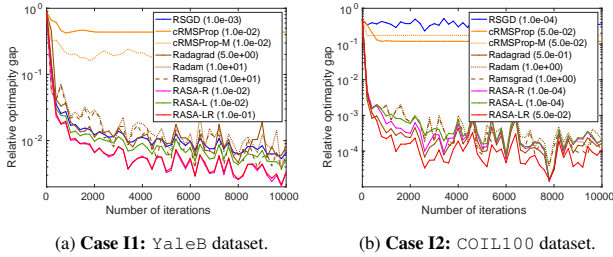 RSGD (1.0e-03)
cRMSProp (1.0e-02)
cRMSProp-M (1.0e-02)
Radagrad (5.0e+00)
Radam (1.0e+01)
Ramsgrad (1.0e+01)
RASA-R (1.0e-02)
RASA-L (1.0e-02)
RASA-LR (1.0e-01)
10^0
10^-1
10^-2
Relative optimaplity gap
0 2000 4000 6000 8000 10000
Number of iterations
(a) Case I1: YaleB dataset.
RSGD (1.0e-04)
cRMSProp (5.0e-02)
cRMSProp-M (5.0e-02)
Radagrad (5.0e-01)
Radam (1.0e+00)
Ramsgrad (1.0e+00)
RASA-R (1.0e-04)
RASA-L (1.0e-04)
RASA-LR (5.0e-02)
10^0
10^-1
10^-2
10^-3
10^-4
Relative optimaplity gap
0 2000 4000 6000 8000 10000
Number of iterations
(b) Case I2: COIL100 dataset.